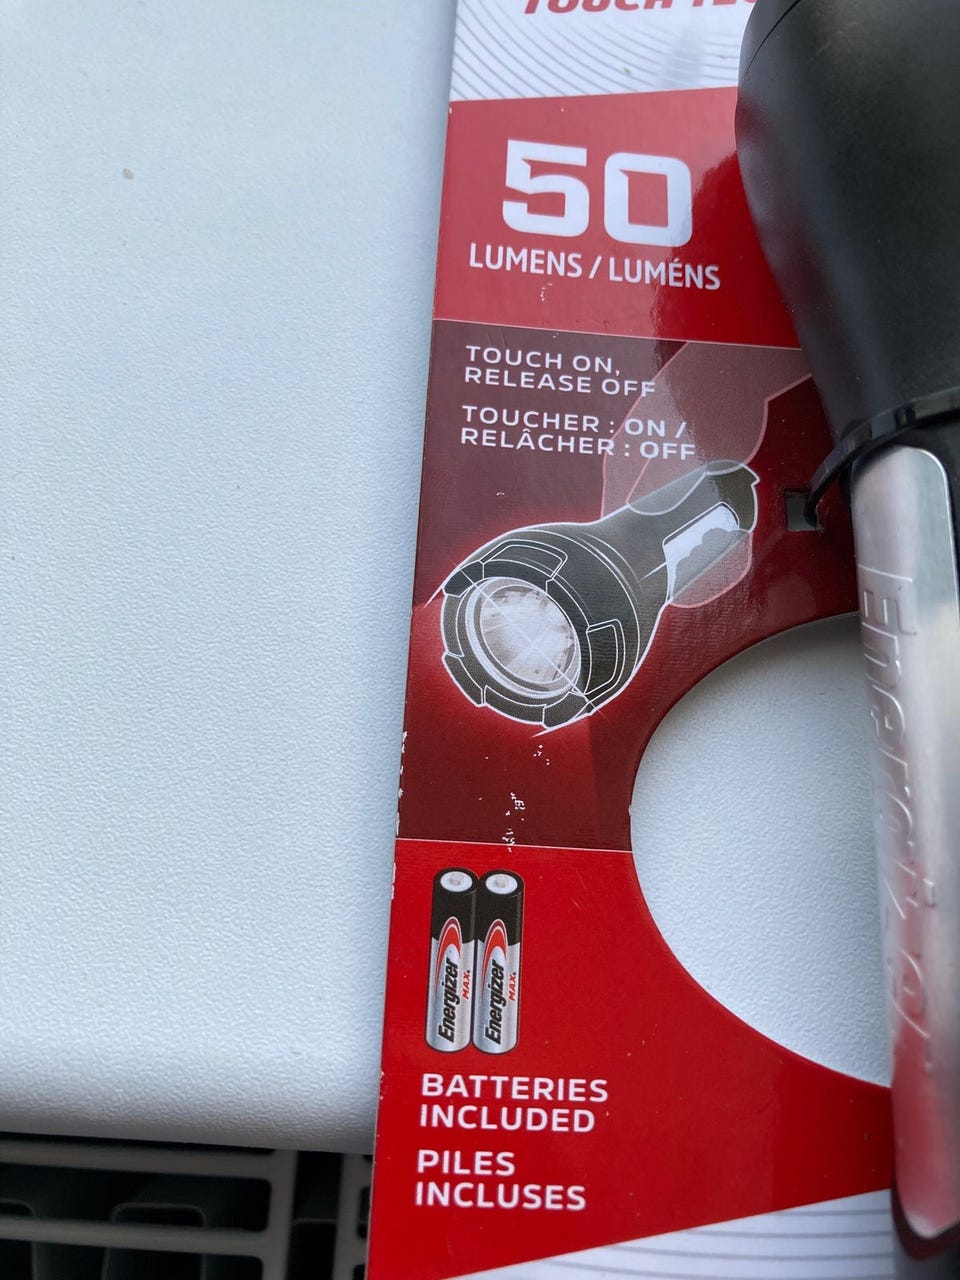 TOUCH
50
LUMENS / LUMÉNS
TOUCH ON,
RELEASE OFF
TOUCHER : ON /
RELÂCHER : OFF
Energizer
MAX.
Energizer
MAX.
Energizer
BATTERIES
INCLUDED
PILES
INCLUSES